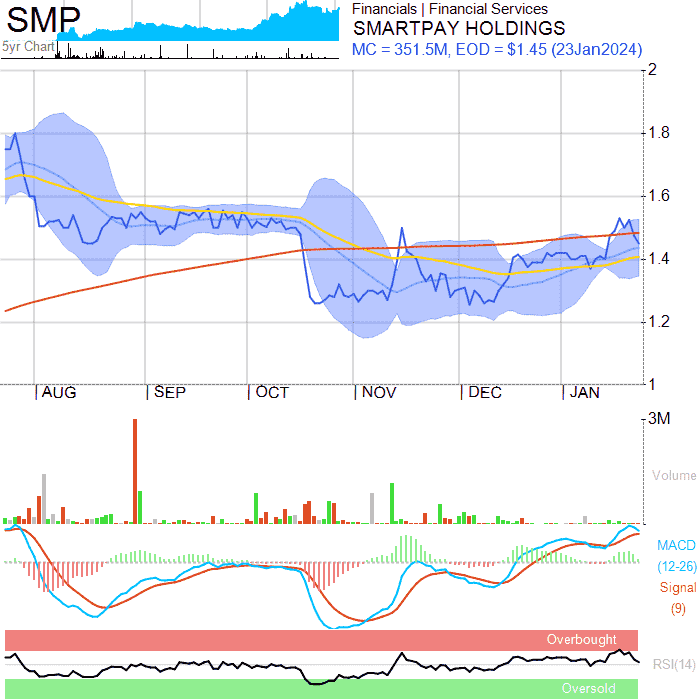 SMP
5yr Chart
Financials | Financial Services
SMARTPAY HOLDINGS
MC = 351.5M, EOD = $1.45 (23Jan2024)
2
1.8
1.6
1.4
1.2
1
AUG SEP OCT NOV DEC JAN
3M
Volume
MACD
(12-26)
Signal
(9)
Overbought
RSI(14)
Oversold